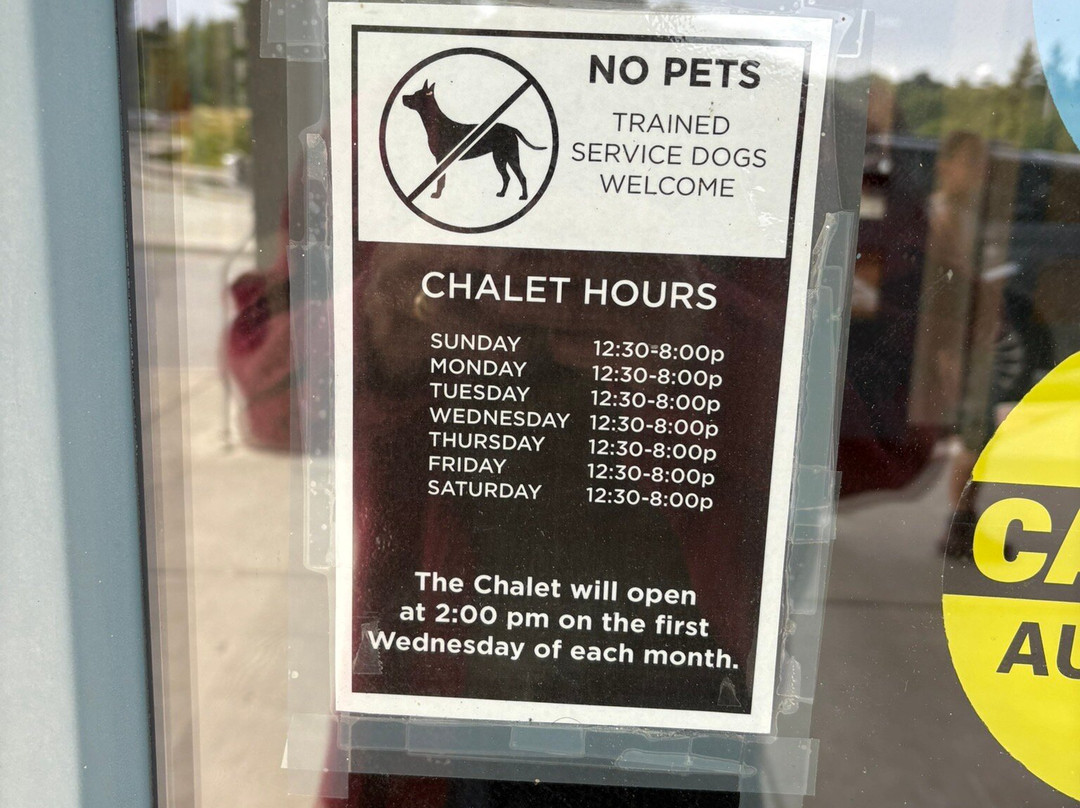 NO PETS
TRAINED
SERVICE DOGS
WELCOME
CHALET HOURS
SUNDAY 12:30-8:00p
MONDAY 12:30-8:00p
TUESDAY 12:30-8:00p
WEDNESDAY 12:30-8:00p
THURSDAY 12:30-8:00p
FRIDAY 12:30-8:00p
SATURDAY 12:30-8:00p
The Chalet will open
at 2:00 pm on the first
Wednesday of each month.
CA
AU